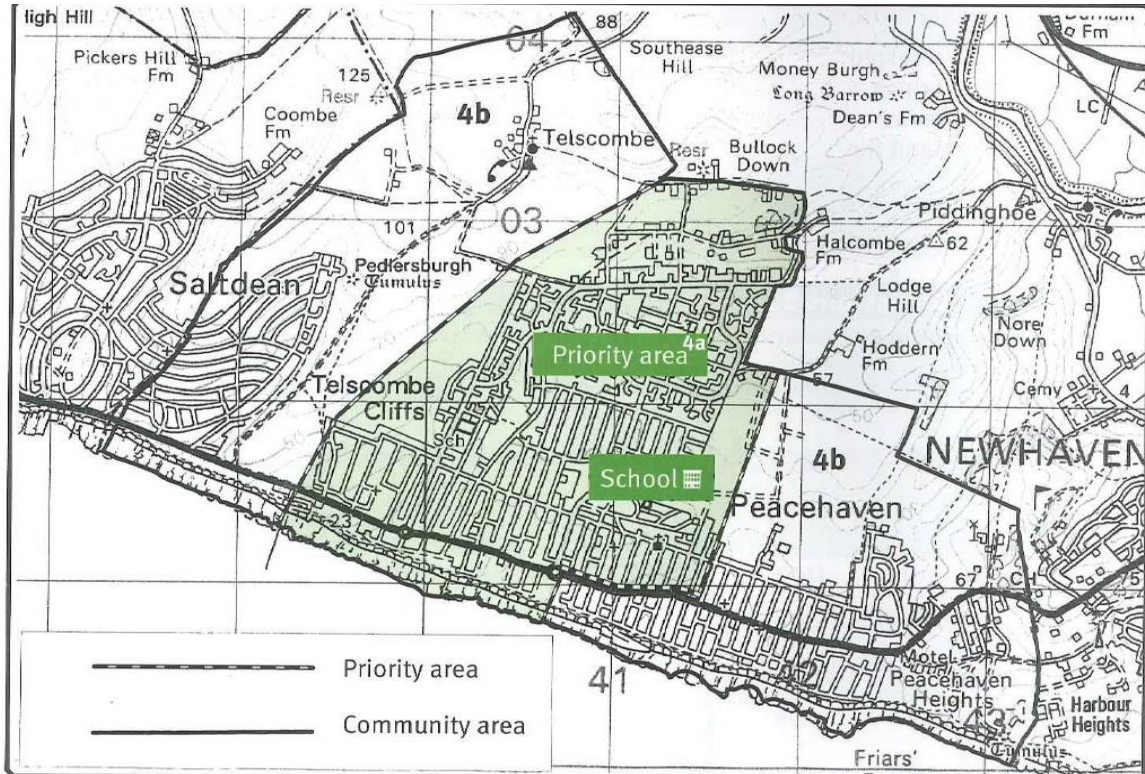 High Hill
Pickers Hill
Fm
125
Resr
Coombe
Fm
04
88
4b
Telscombe
Southease
Hill
Money Burgh
Long Barrow
Dean's Fm
Durham
Fm
LC
Resr
Bullock
Down
03
101
Piddinghoe
62
Halcombe
Fm
Pedlersburgh
Tumulus
Saltdean
Lodge
Hill
Nore
Down
Priority area 4a
Hoddern
Fm
57
Telscombe
Cliffs
Cemy
4
50
Sch
4b
NEWHAVEN
School
Peacehaven
23
67
CH
75
Motel
Peacehaven
Heights
Harbour
Heights
41
42
43
Tumulus
Friars'
Priority area
Community area